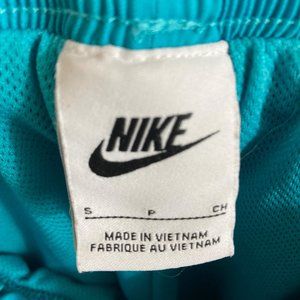 NIKE
S P CH
MADE IN VIETNAM
FABRIQUE AU VIETNAM